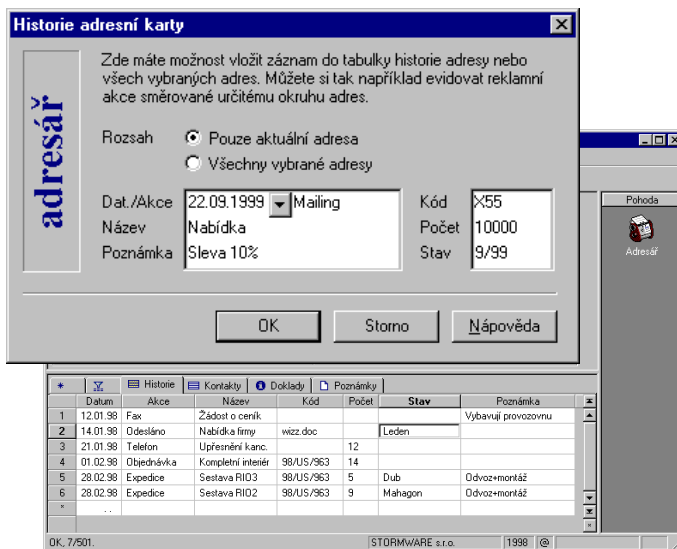 Historie adresní karty
adresář
Zde máte možnost vložit záznam do tabulky historie adresy nebo
všech vybraných adres. Můžete si tak například evidovat reklamní
akce směrované určitému okruhu adres.
Rozsah Pouze aktuální adresa
Všechny vybrané adresy
Dat./Akce 22.09.1999 Mailing Kód X55
Název Nabídka Počet 10000
Poznámka Sleva 10% Stav 9/99
OK Storno Nápověda
Pohoda
Adresář
* Historie Kontakty Doklady Poznámky
Datum Akce Název Kód Počet Stav Poznámka
1 12.01.98 Fax Žádost o ceník Vybavují provozovnu
2 14.01.98 Odesláno Nabídka firmy wizz.doc Leden
3 21.01.98 Telefon Upřesnění kanc. 12
4 01.02.98 Objednávka Kompletní interiér 98/US/963 14
5 28.02.98 Expedice Sestava RIO3 98/US/963 5 Dub Odvoz+montáž
6 28.02.98 Expedice Sestava RIO2 98/US/963 9 Mahagon Odvoz+montáž
* . .
OK, 7/501. STORMWARE s.r.o. 1998 @